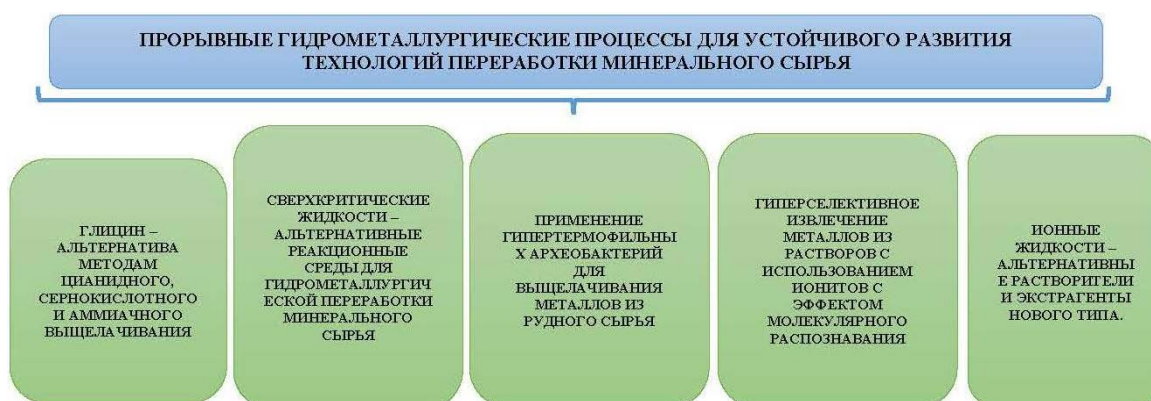 ПРОРЫВНЫЕ ГИДРОМЕТАЛЛУРГИЧЕСКИЕ ПРОЦЕССЫ ДЛЯ УСТОЙЧИВОГО РАЗВИТИЯ
ТЕХНОЛОГИЙ ПЕРЕРАБОТКИ МИНЕРАЛЬНОГО СЫРЬЯ
ГЛИЦИН –
АЛЬТЕРНАТИВА
МЕТОДАМ
ЦИАНИДНОГО,
СЕРНОКИСЛОТНОГО
И АММИАЧНОГО
ВЫЩЕЛАЧИВАНИЯ
СВЕРХКРИТИЧЕСКИЕ
ЖИДКОСТИ –
АЛЬТЕРНАТИВНЫЕ
РЕАКЦИОННЫЕ
СРЕДЫ ДЛЯ
ГИДРОМЕТАЛЛУРГИЧ
ЕСКОЙ ПЕРЕРАБОТКИ
МИНЕРАЛЬНОГО
СЫРЬЯ
ПРИМЕНЕНИЕ
ГИПЕРТЕРМОФИЛЬНЫ
Х АРХЕОБАКТЕРИЙ
ДЛЯ
ВЫЩЕЛАЧИВАНИЯ
МЕТАЛЛОВ ИЗ
РУДНОГО СЫРЬЯ
ГИПЕРСЕЛЕКТИВНОЕ
ИЗВЛЕЧЕНИЕ
МЕТАЛЛОВ ИЗ
РАСТВОРОВ С
ИСПОЛЬЗОВАНИЕМ
ИОНИТОВ С
ЭФФЕКТОМ
МОЛЕКУЛЯРНОГО
РАСПОЗНАВАНИЯ
ИОННЫЕ
ЖИДКОСТИ –
АЛЬТЕРНАТИВНЫ
Е РАСТВОРИТЕЛИ
И ЭКСТРАГЕНТЫ
НОВОГО ТИПА.